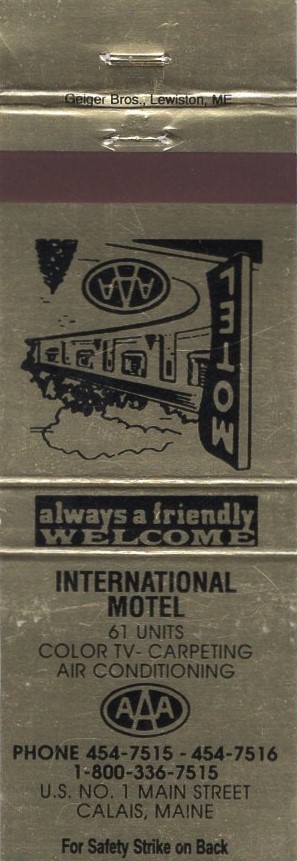 Geiger Bros., Lewiston, ME
AAA
MOTEL
always a friendly
WELCOME
INTERNATIONAL
MOTEL
61 UNITS
COLOR TV- CARPETING
AIR CONDITIONING
AAA
PHONE 454-7515 - 454-7516
1-800-336-7515
U.S. NO. 1 MAIN STREET
CALAIS, MAINE
For Safety Strike on Back